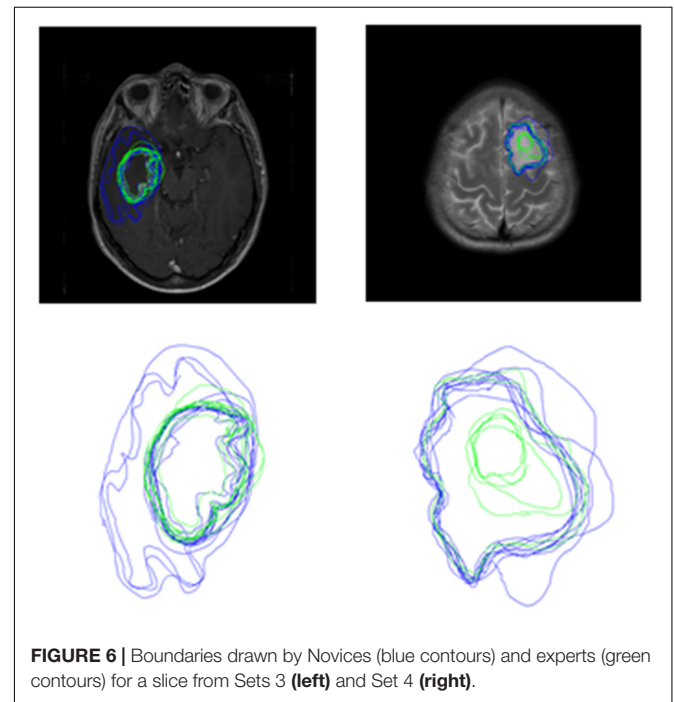 FIGURE 6 | Boundaries drawn by Novices (blue contours) and experts (green
contours) for a slice from Sets 3 (left) and Set 4 (right).